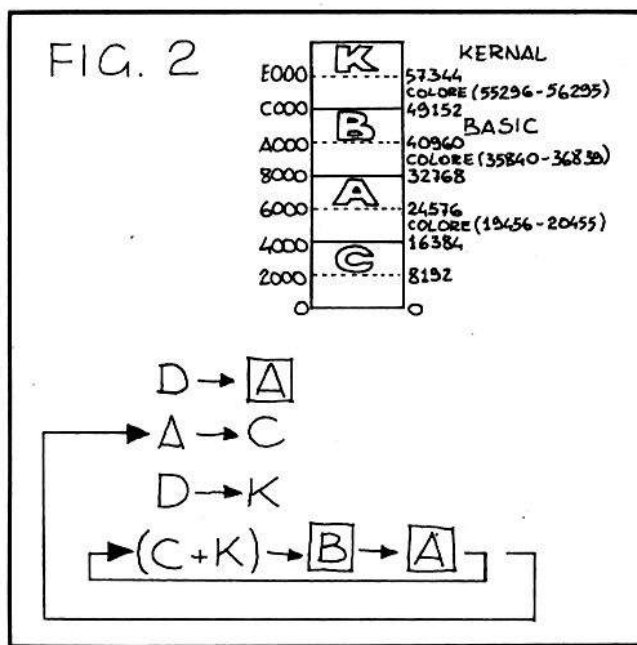 FIG. 2
K KERNAL
E000 57344
COLORE (55296-56295)
C000 49152
B BASIC
A000 40960
COLORE (35840-36839)
8000 32768
A
6000 24576
COLORE (19456-20455)
4000 16384
C
2000 8192
0 0
D → A
A → C
D → K
(C+K) → B → A